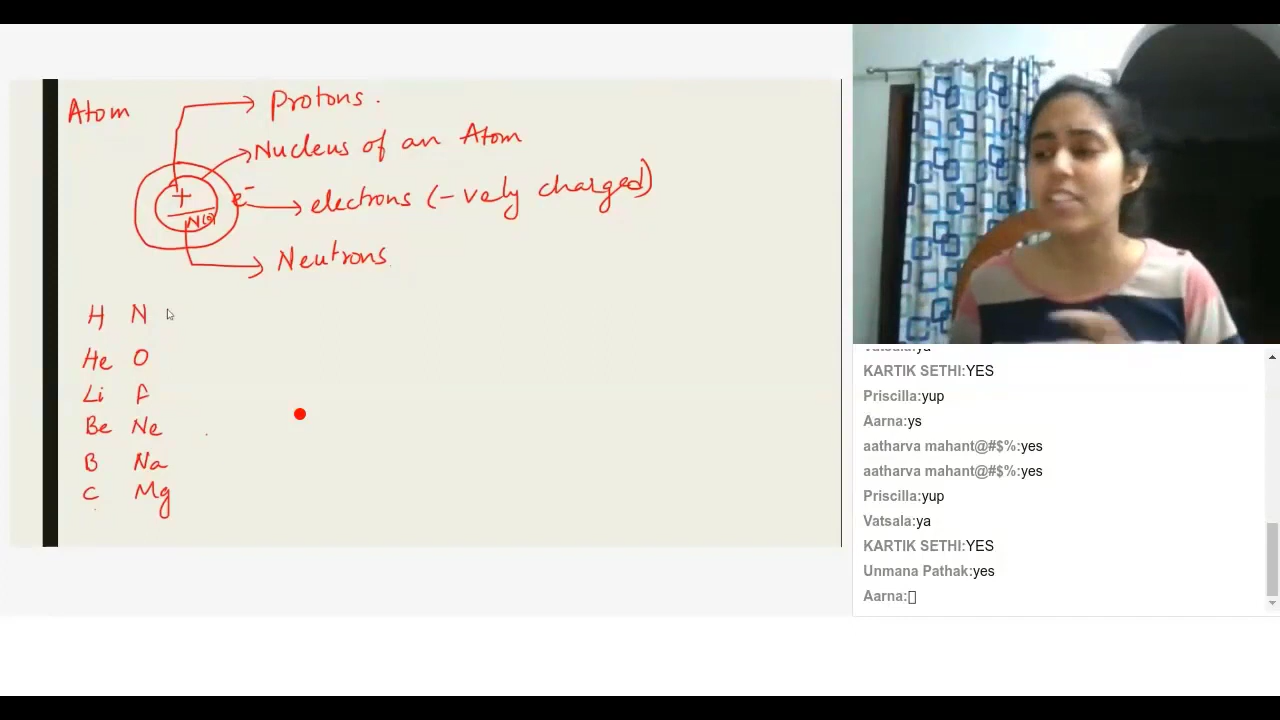 Atom
Protons.
Nucleus of an Atom
+
e⁻
electrons (-vely charged)
N(0)
Neutrons
H N
He O
Li F
Be Ne
B Na
C Mg
KARTIK SETHI:YES
Priscilla:yup
Aarna:ys
aatharva mahant@#$%:yes
aatharva mahant@#$%:yes
Priscilla:yup
Vatsala:ya
KARTIK SETHI:YES
Unmana Pathak:yes
Aarna: